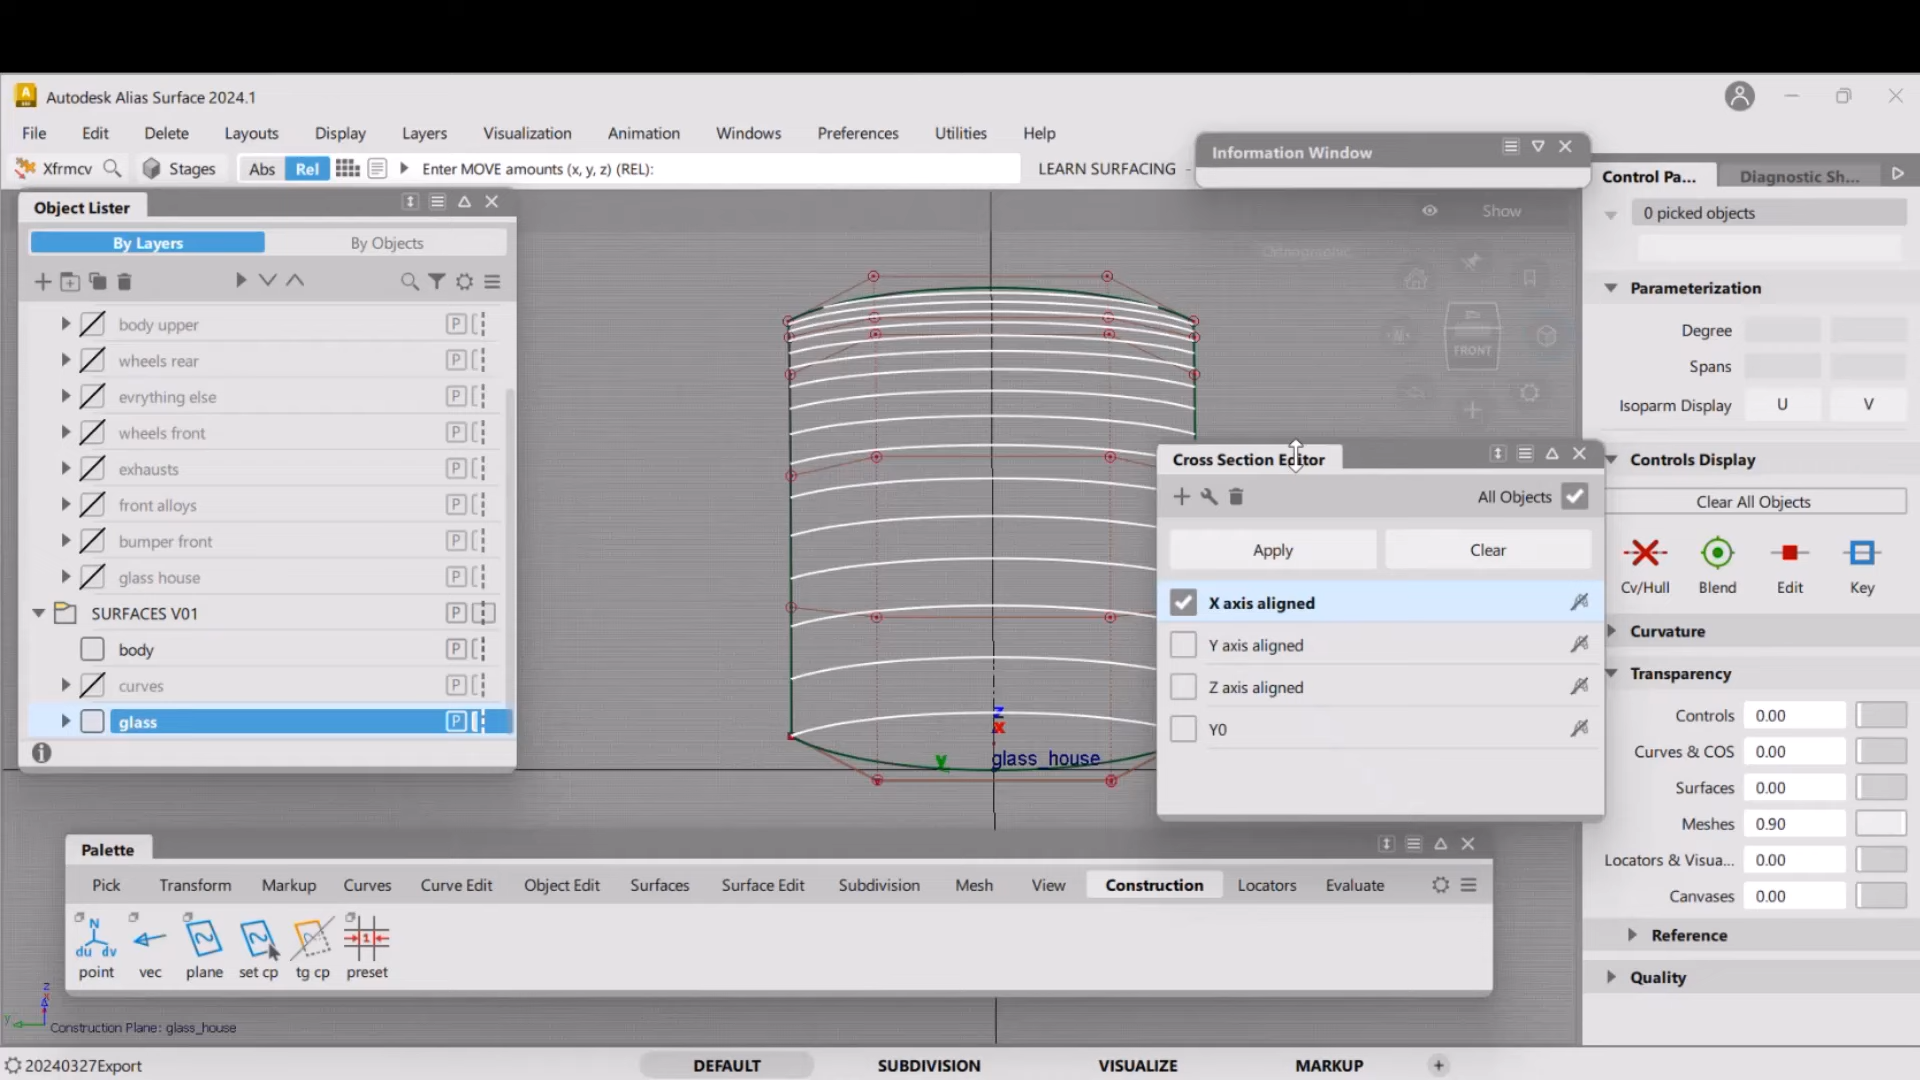 Autodesk Alias Surface 2024.1
File Edit Delete Layouts Display Layers Visualization Animation Windows Preferences Utilities Help
Xfrmcv Stages Abs Rel Enter MOVE amounts (x, y, z) (REL): LEARN SURFACING
Information Window
Control Pa... Diagnostic Sh...
Object Lister
0 picked objects
Show
By Layers By Objects
Orthographic
Parameterization
body upper P
Degree
FRONT
wheels rear P
Spans
evrything else P
Isoparm Display U V
wheels front P
Cross Section Editor
Controls Display
exhausts P
All Objects
Clear All Objects
front alloys P
Apply Clear
bumper front P
Cv/Hull Blend Edit Key
glass house P
X axis aligned
SURFACES V01 P
Curvature
body P
Y axis aligned
Transparency
curves P
Z axis aligned
Controls 0.00
glass P
z
x
Y0
Curves & COS 0.00
y
glass_house
Surfaces 0.00
Meshes 0.90
Palette
Locators & Visua... 0.00
Pick Transform Markup Curves Curve Edit Object Edit Surfaces Surface Edit Subdivision Mesh View Construction Locators Evaluate
Canvases 0.00
N
du dv
1
Reference
point vec plane set cp tg cp preset
Quality
z
y
Construction Plane: glass_house
20240327Export DEFAULT SUBDIVISION VISUALIZE MARKUP